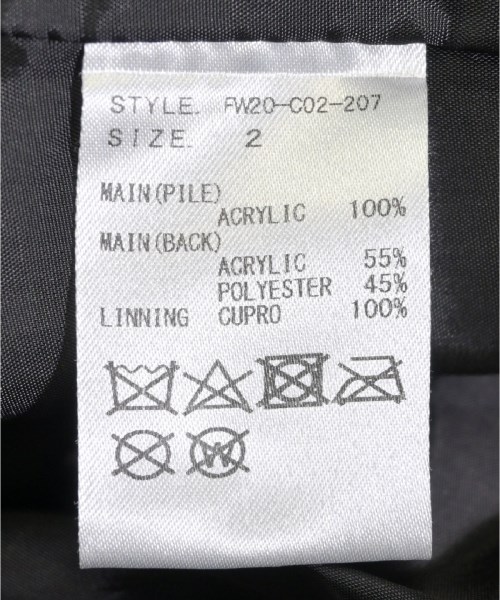 STYLE. FW20-C02-207
SIZE. 2
MAIN(PILE)
ACRYLIC 100%
MAIN(BACK)
ACRYLIC 55%
POLYESTER 45%
LINNING CUPRO 100%
W